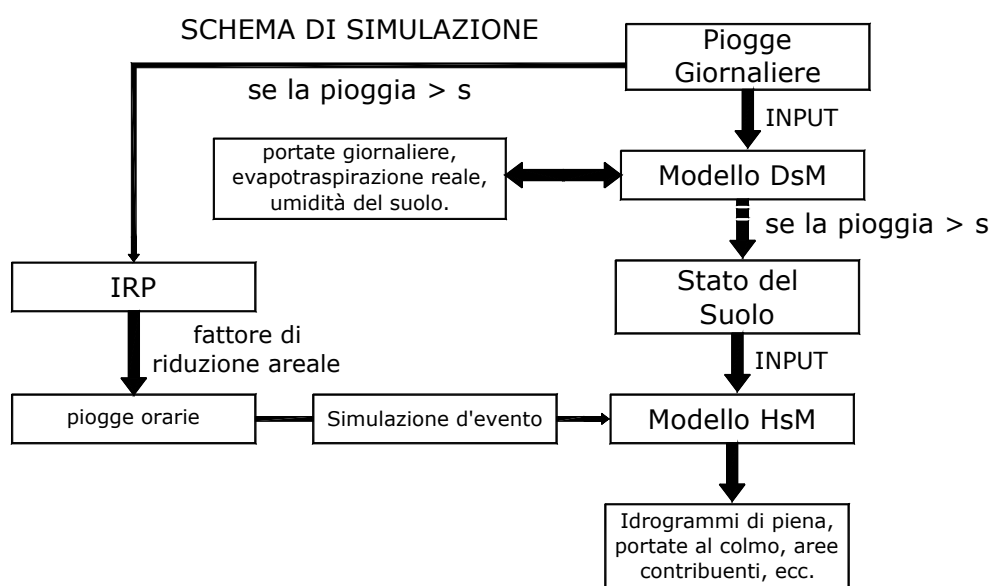 SCHEMA DI SIMULAZIONE
Piogge
Giornaliere
se la pioggia > s
INPUT
portate giornaliere,
evapotraspirazione reale,
umidità del suolo.
Modello DsM
se la pioggia > s
IRP
Stato del
Suolo
fattore di
riduzione areale
INPUT
piogge orarie
Simulazione d'evento
Modello HsM
Idrogrammi di piena,
portate al colmo, aree
contribuenti, ecc.